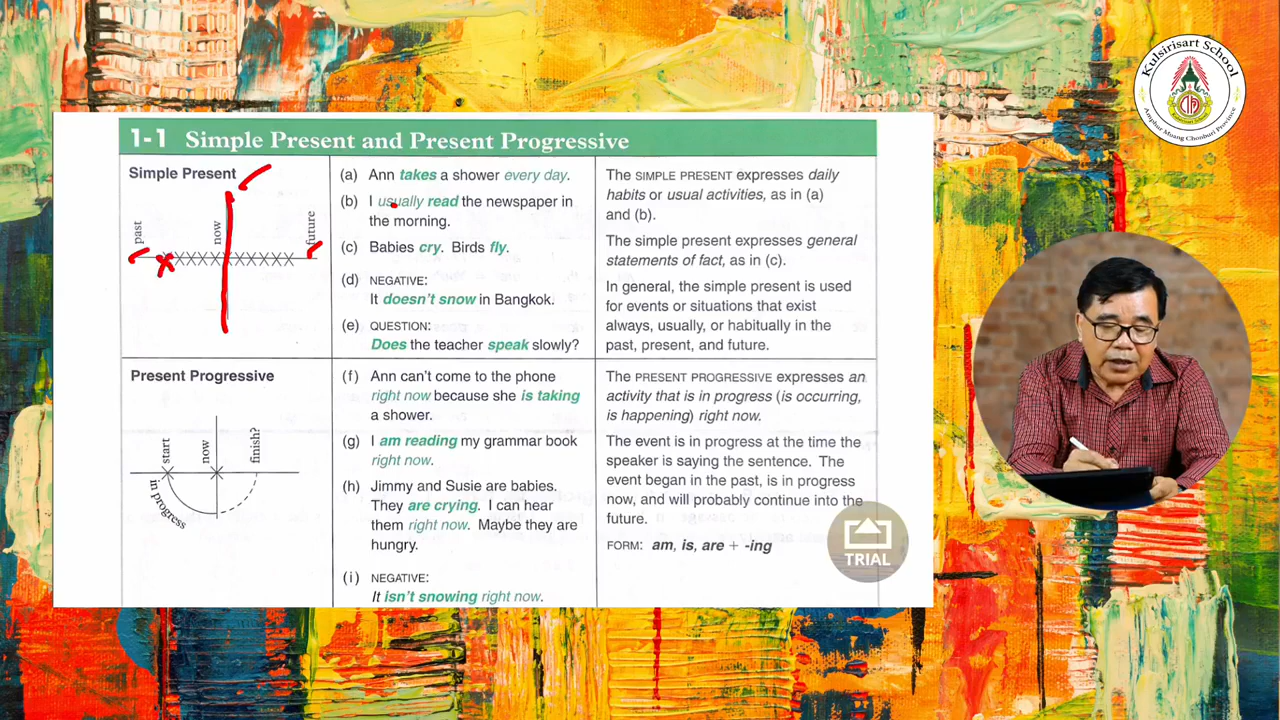 1-1 Simple Present and Present Progressive
Simple Present
past
now
future
(a) Ann takes a shower every day.
(b) I usually read the newspaper in
the morning.
(c) Babies cry. Birds fly.
(d) NEGATIVE:
It doesn't snow in Bangkok.
(e) QUESTION:
Does the teacher speak slowly?
The SIMPLE PRESENT expresses daily
habits or usual activities, as in (a)
and (b).
The simple present expresses general
statements of fact, as in (c).
In general, the simple present is used
for events or situations that exist
always, usually, or habitually in the
past, present, and future.
Present Progressive
start
now
finish?
in progress
(f) Ann can't come to the phone
right now because she is taking
a shower.
(g) I am reading my grammar book
right now.
(h) Jimmy and Susie are babies.
They are crying. I can hear
them right now. Maybe they are
hungry.
(i) NEGATIVE:
It isn't snowing right now.
The PRESENT PROGRESSIVE expresses an
activity that is in progress (is occurring,
is happening) right now.
The event is in progress at the time the
speaker is saying the sentence. The
event began in the past, is in progress
now, and will probably continue into the
future.
FORM: am, is, are + -ing
TRIAL
Kulsirisart School
Amphur Muang Chonburi Province